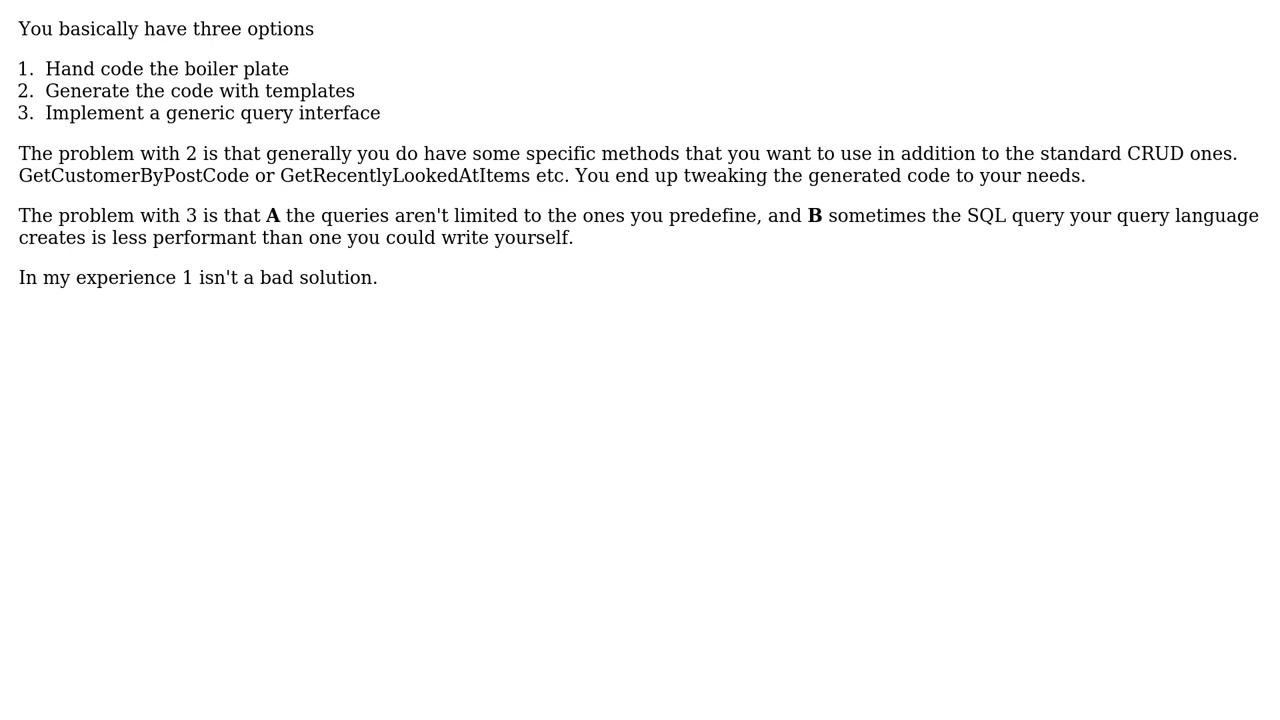 You basically have three options
1. Hand code the boiler plate
2. Generate the code with templates
3. Implement a generic query interface
The problem with 2 is that generally you do have some specific methods that you want to use in addition to the standard CRUD ones.
GetCustomerByPostCode or GetRecentlyLookedAtItems etc. You end up tweaking the generated code to your needs.
The problem with 3 is that A the queries aren't limited to the ones you predefine, and B sometimes the SQL query your query language
creates is less performant than one you could write yourself.
In my experience 1 isn't a bad solution.